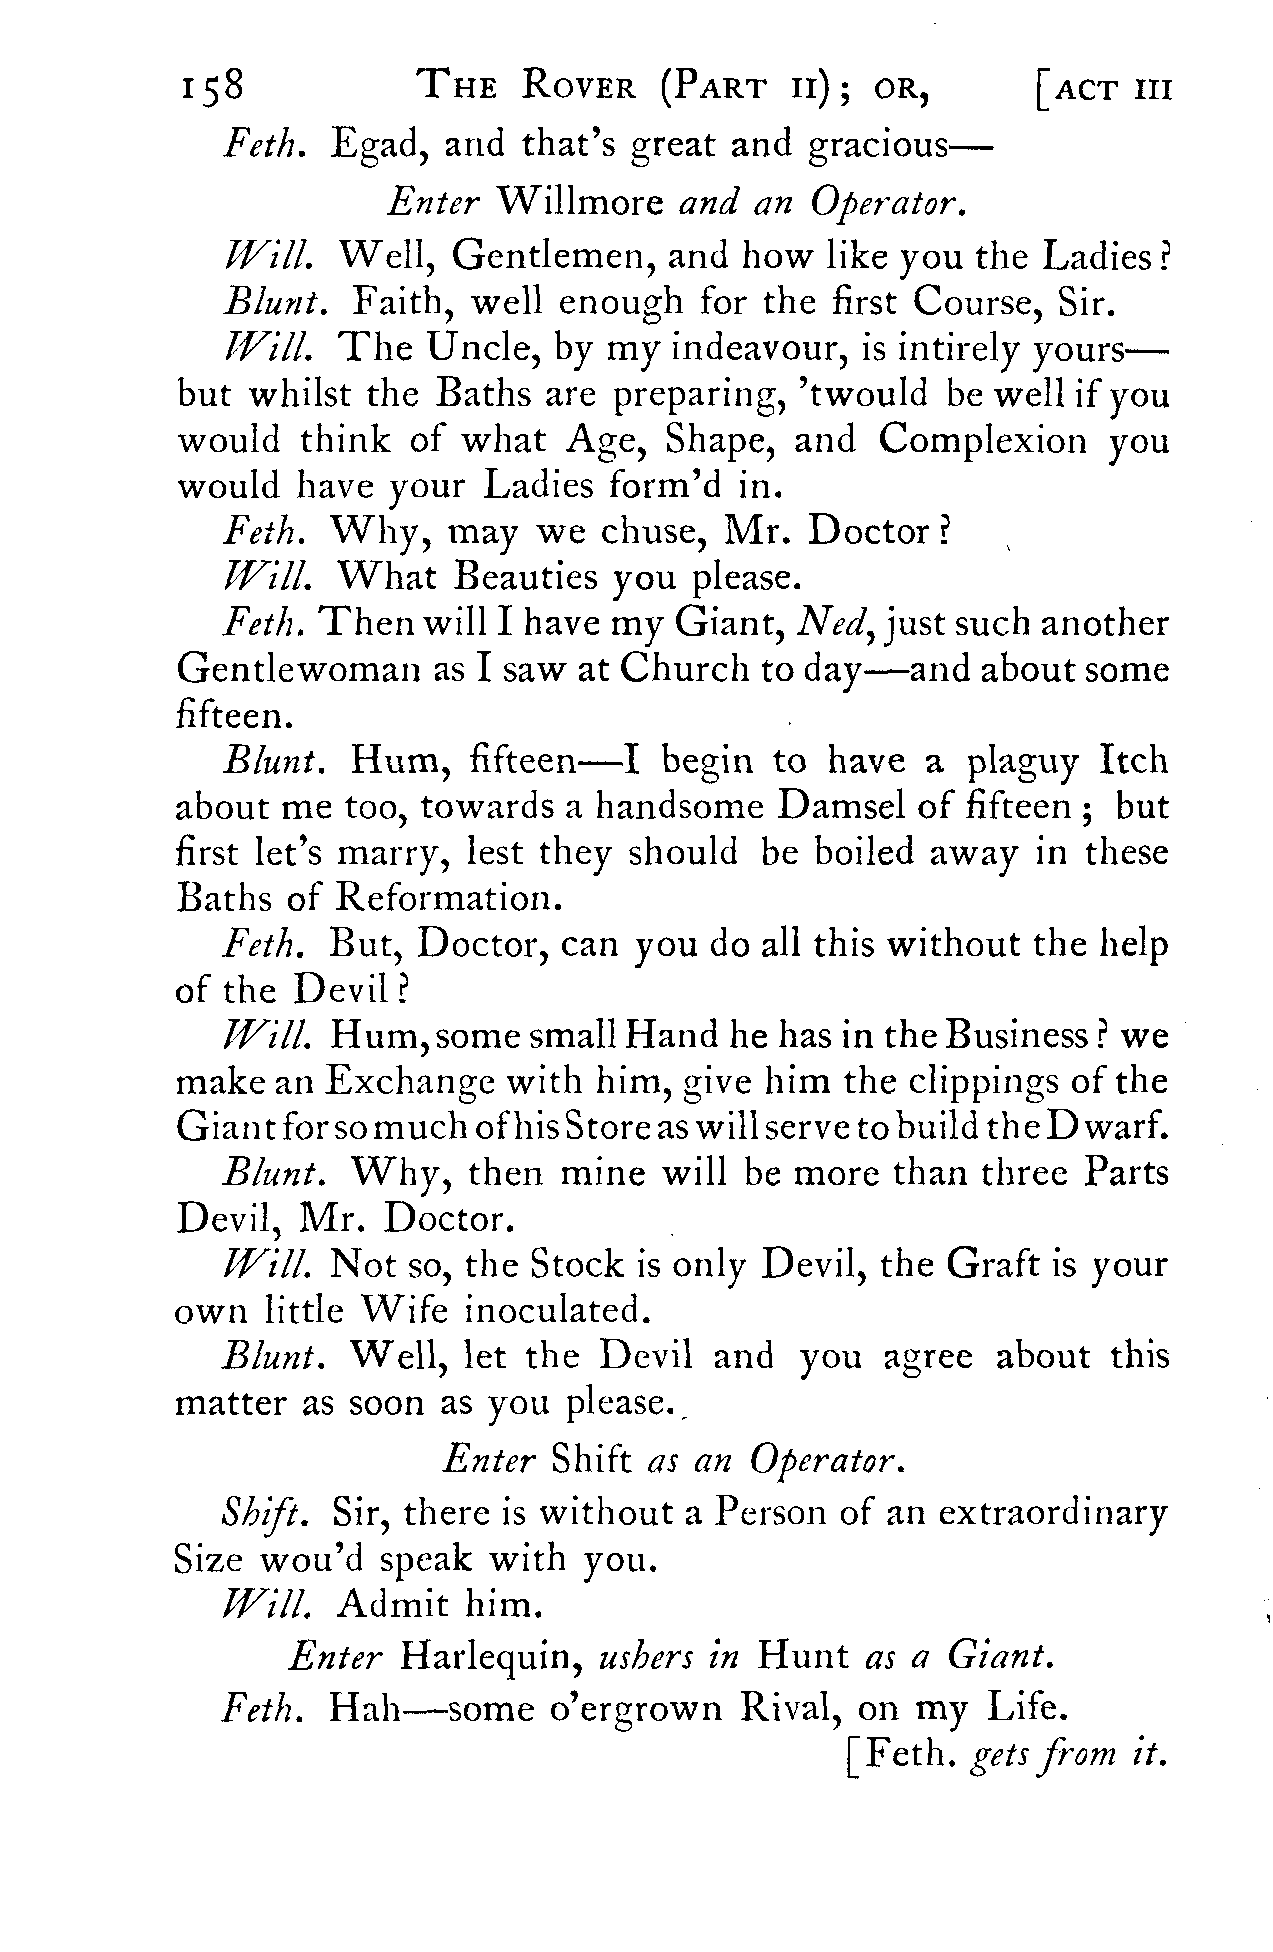 158 THE ROVER (PART II); OR, [ACT III
Feth. Egad, and that's great and gracious—
Enter Willmore and an Operator.
Will. Well, Gentlemen, and how like you the Ladies?
Blunt. Faith, well enough for the first Course, Sir.
Will. The Uncle, by my indeavour, is intirely yours—
but whilst the Baths are preparing, 'twould be well if you
would think of what Age, Shape, and Complexion you
would have your Ladies form'd in.
Feth. Why, may we chuse, Mr. Doctor?
Will. What Beauties you please.
Feth. Then will I have my Giant, Ned, just such another
Gentlewoman as I saw at Church to day—and about some
fifteen.
Blunt. Hum, fifteen—I begin to have a plaguy Itch
about me too, towards a handsome Damsel of fifteen; but
first let's marry, lest they should be boiled away in these
Baths of Reformation.
Feth. But, Doctor, can you do all this without the help
of the Devil?
Will. Hum, some small Hand he has in the Business? we
make an Exchange with him, give him the clippings of the
Giant for so much of his Store as will serve to build the Dwarf.
Blunt. Why, then mine will be more than three Parts
Devil, Mr. Doctor.
Will. Not so, the Stock is only Devil, the Graft is your
own little Wife inoculated.
Blunt. Well, let the Devil and you agree about this
matter as soon as you please.
Enter Shift as an Operator.
Shift. Sir, there is without a Person of an extraordinary
Size wou'd speak with you.
Will. Admit him.
Enter Harlequin, ushers in Hunt as a Giant.
Feth. Hah—some o'ergrown Rival, on my Life.
[Feth. gets from it.